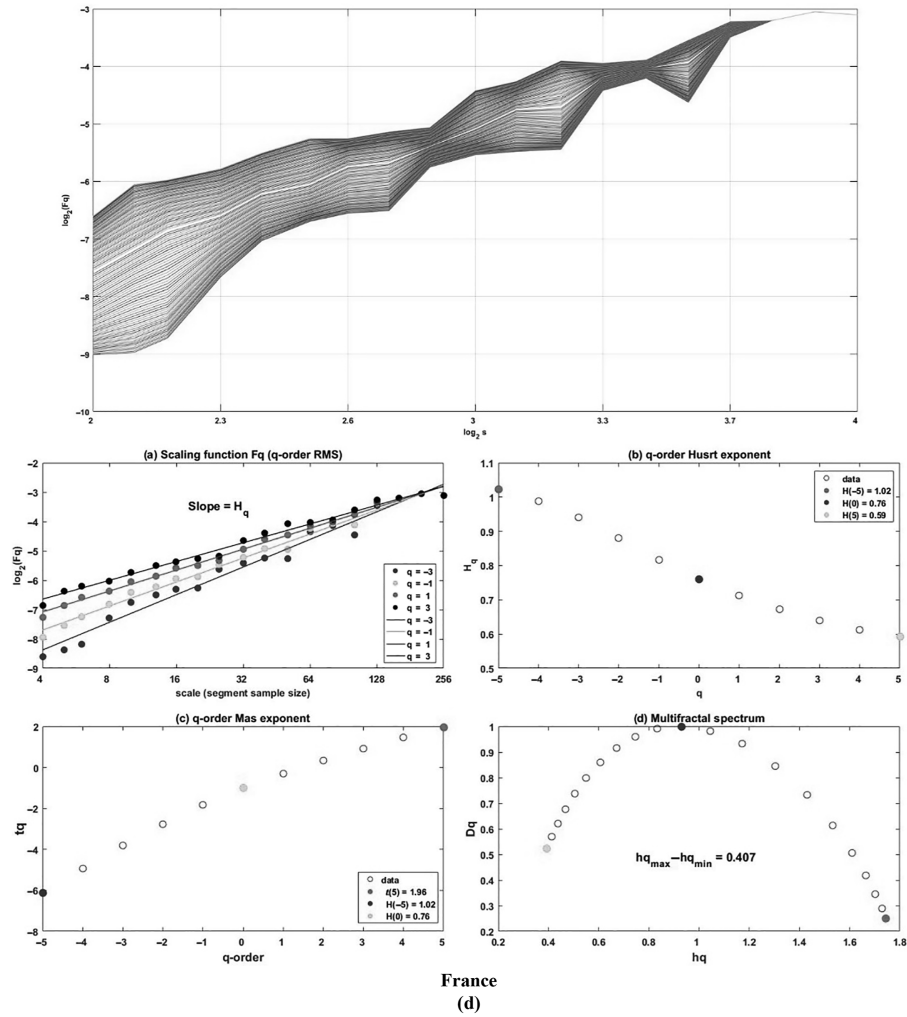 −3
−4
−5
−6
−7
−8
−9
−10
log2(Fq)
2 2.3 2.6 3 3.3 3.7 4
log2 s
(a) Scaling function Fq (q-order RMS)
−2
−3
−4
−5
−6
−7
−8
−9
log2(Fq)
Slope = Hq
q = −3
q = −1
q = 1
q = 3
q = −3
q = −1
q = 1
q = 3
4 8 16 32 64 128 256
scale (segment sample size)
(b) q-order Husrt exponent
1.1
1
0.9
0.8
0.7
0.6
0.5
Hq
data
H(−5) = 1.02
H(0) = 0.76
H(5) = 0.59
−5 −4 −3 −2 −1 0 1 2 3 4 5
q
(c) q-order Mas exponent
2
0
−2
−4
−6
−8
tq
data
t(5) = 1.96
H(−5) = 1.02
H(0) = 0.76
−5 −4 −3 −2 −1 0 1 2 3 4 5
q-order
(d) Multifractal spectrum
1
0.9
0.8
0.7
0.6
0.5
0.4
0.3
0.2
Dq
hqmax−hqmin = 0.407
0.2 0.4 0.6 0.8 1 1.2 1.4 1.6 1.8
hq
France
(d)